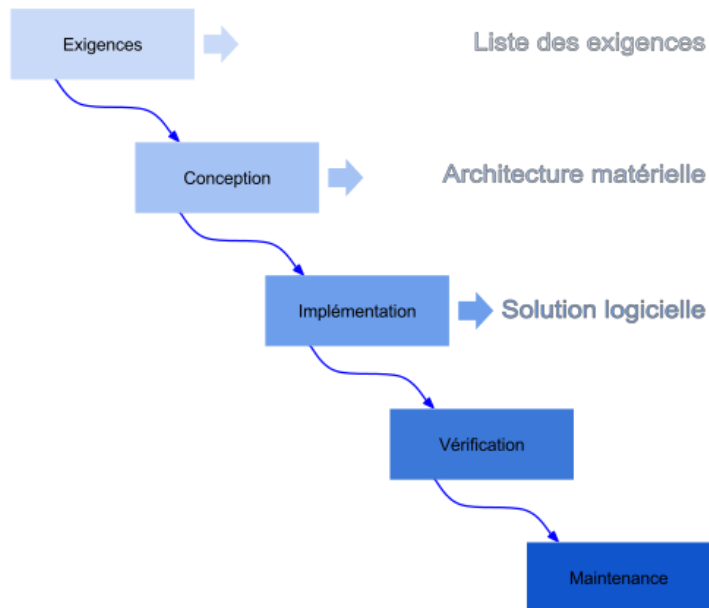 Exigences
Liste des exigences
Conception
Architecture matérielle
Implémentation
Solution logicielle
Vérification
Maintenance